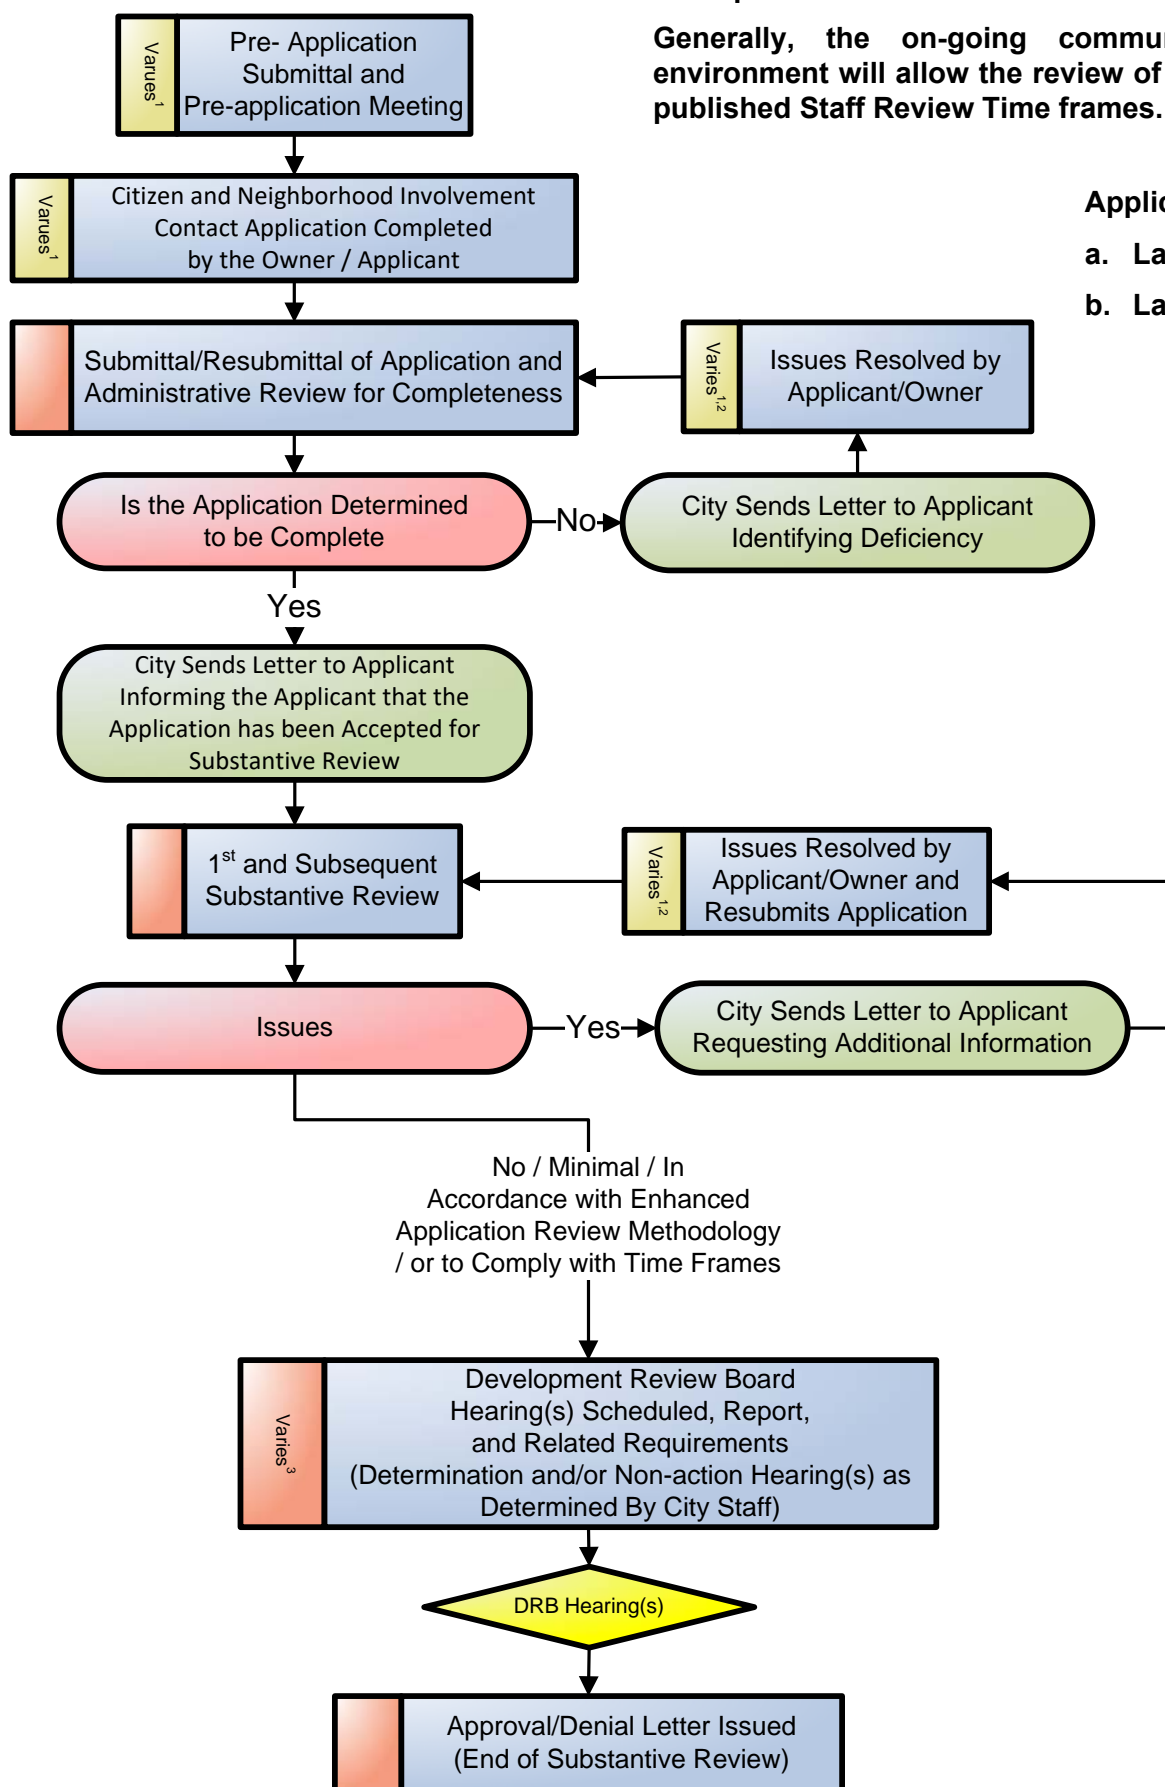 Generally, the on-going commun
environment will allow the review of
published Staff Review Time frames.
Applic
a. La
b. La
Varues1
Pre- Application
Submittal and
Pre-application Meeting
Varues1
Citizen and Neighborhood Involvement
Contact Application Completed
by the Owner / Applicant
Submittal/Resubmittal of Application and
Administrative Review for Completeness
Varies1,2
Issues Resolved by
Applicant/Owner
Is the Application Determined
to be Complete
No
City Sends Letter to Applicant
Identifying Deficiency
Yes
City Sends Letter to Applicant
Informing the Applicant that the
Application has been Accepted for
Substantive Review
1st and Subsequent
Substantive Review
Varies1,2
Issues Resolved by
Applicant/Owner and
Resubmits Application
Issues
Yes
City Sends Letter to Applicant
Requesting Additional Information
No / Minimal / In
Accordance with Enhanced
Application Review Methodology
/ or to Comply with Time Frames
Varies3
Development Review Board
Hearing(s) Scheduled, Report,
and Related Requirements
(Determination and/or Non-action Hearing(s) as
Determined By City Staff)
DRB Hearing(s)
Approval/Denial Letter Issued
(End of Substantive Review)